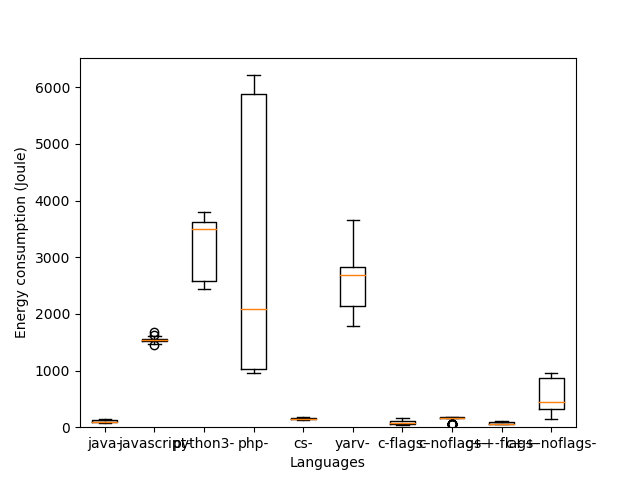 6000
5000
4000
3000
2000
1000
0
Energy consumption (Joule)
java- javascript- python3- php- cs- yarv- c-flags- c-noflags- c++-flags- c++-noflags-
Languages